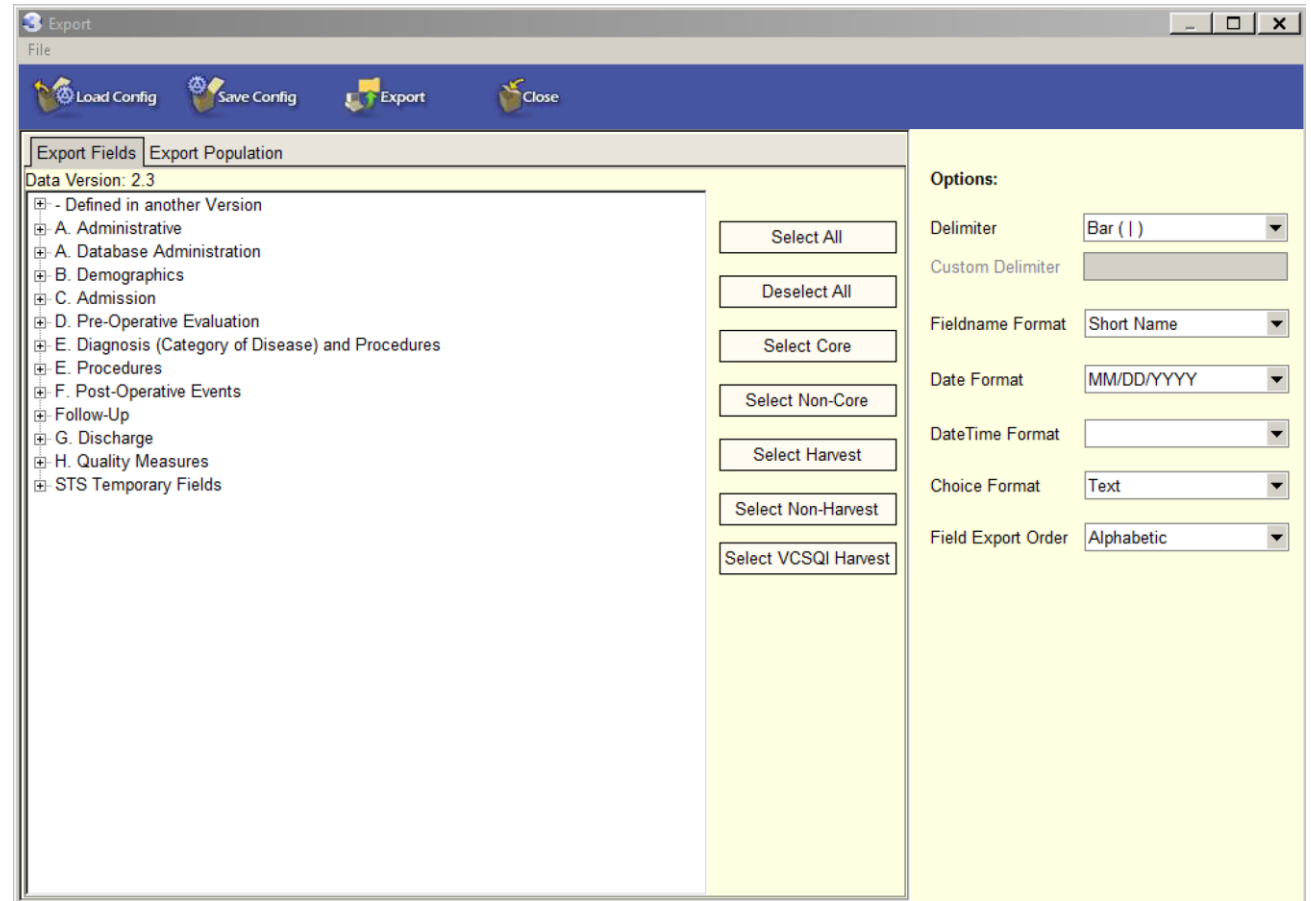 Export
File
Load Config Save Config Export Close
Export Fields Export Population
Data Version: 2.3
- Defined in another Version
A. Administrative
A. Database Administration
B. Demographics
C. Admission
D. Pre-Operative Evaluation
E. Diagnosis (Category of Disease) and Procedures
E. Procedures
F. Post-Operative Events
Follow-Up
G. Discharge
H. Quality Measures
STS Temporary Fields
Select All
Deselect All
Select Core
Select Non-Core
Select Harvest
Select Non-Harvest
Select VCSQI Harvest
Options:
Delimiter Bar ( | )
Custom Delimiter
Fieldname Format Short Name
Date Format MM/DD/YYYY
DateTime Format
Choice Format Text
Field Export Order Alphabetic